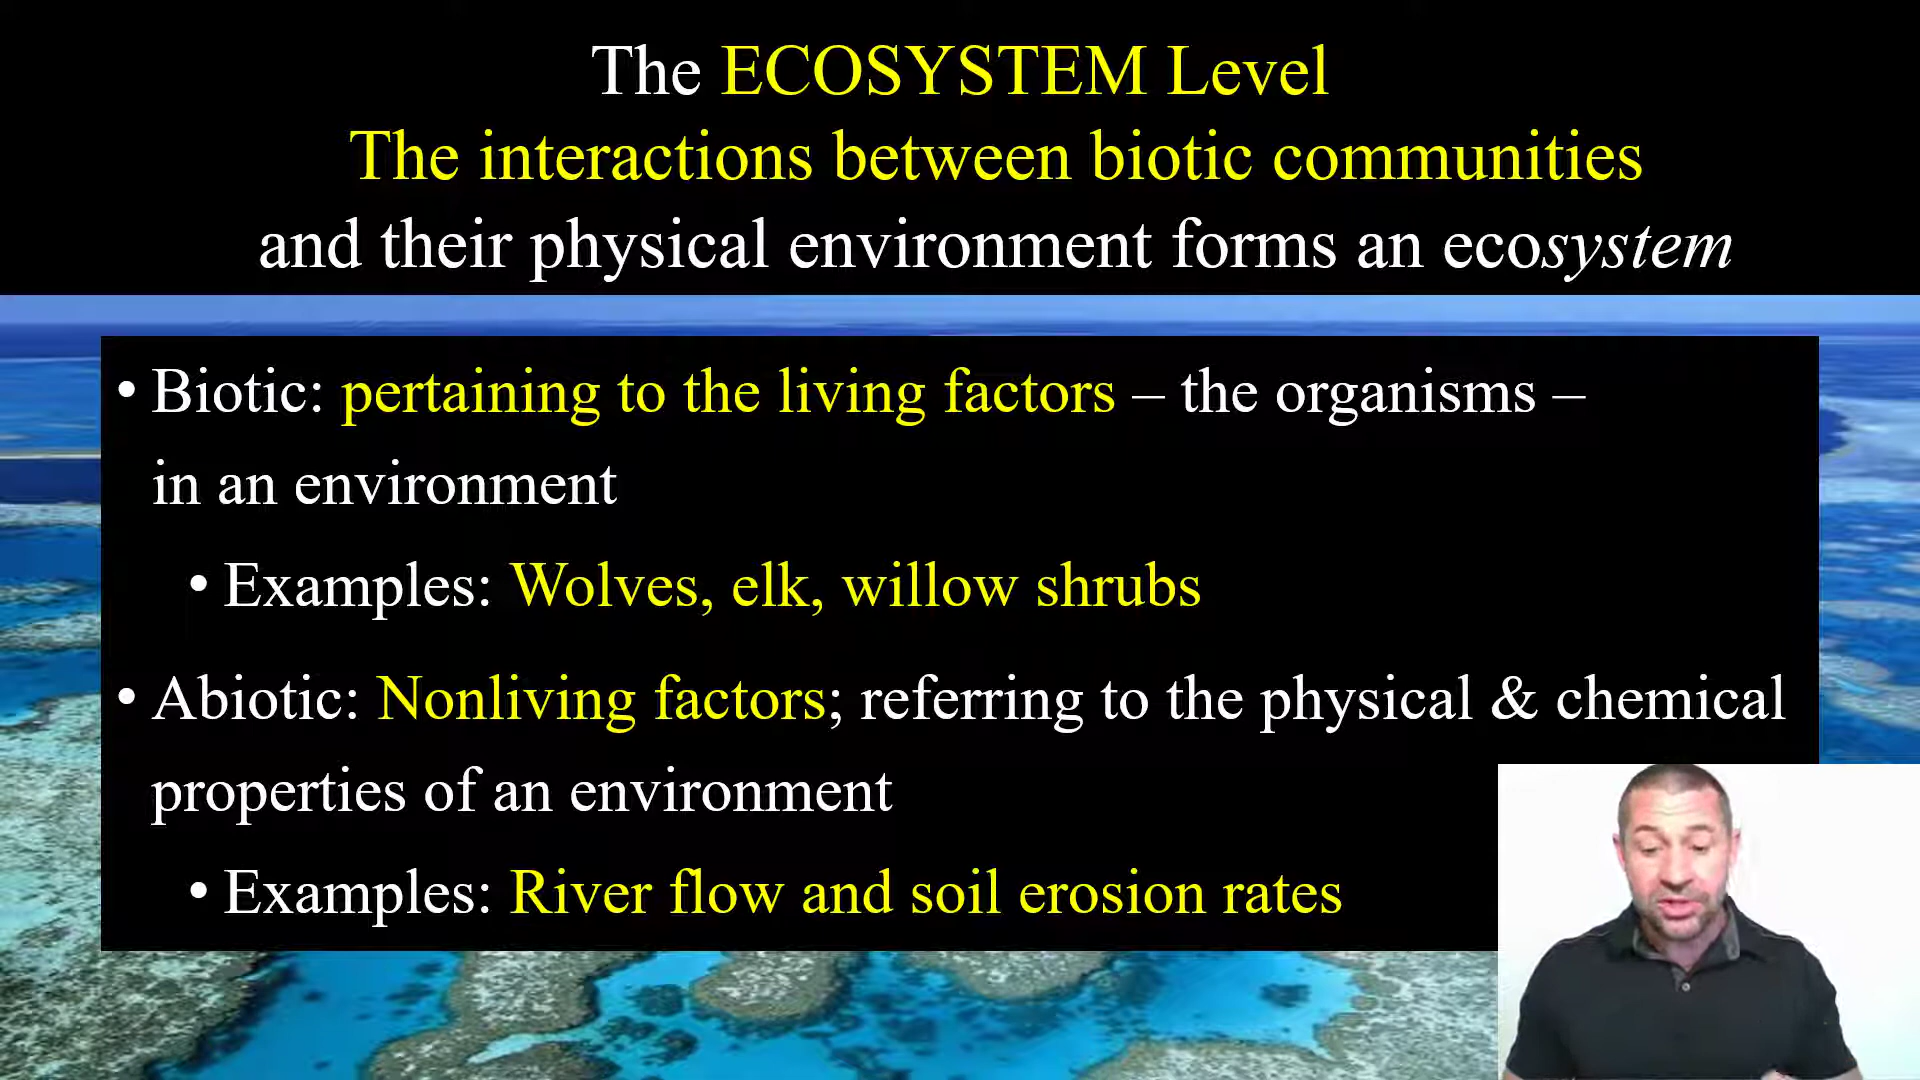 The ECOSYSTEM Level
The interactions between biotic communities
and their physical environment forms an ecosystem
• Biotic: pertaining to the living factors – the organisms –
in an environment
• Examples: Wolves, elk, willow shrubs
• Abiotic: Nonliving factors; referring to the physical & chemical
properties of an environment
• Examples: River flow and soil erosion rates